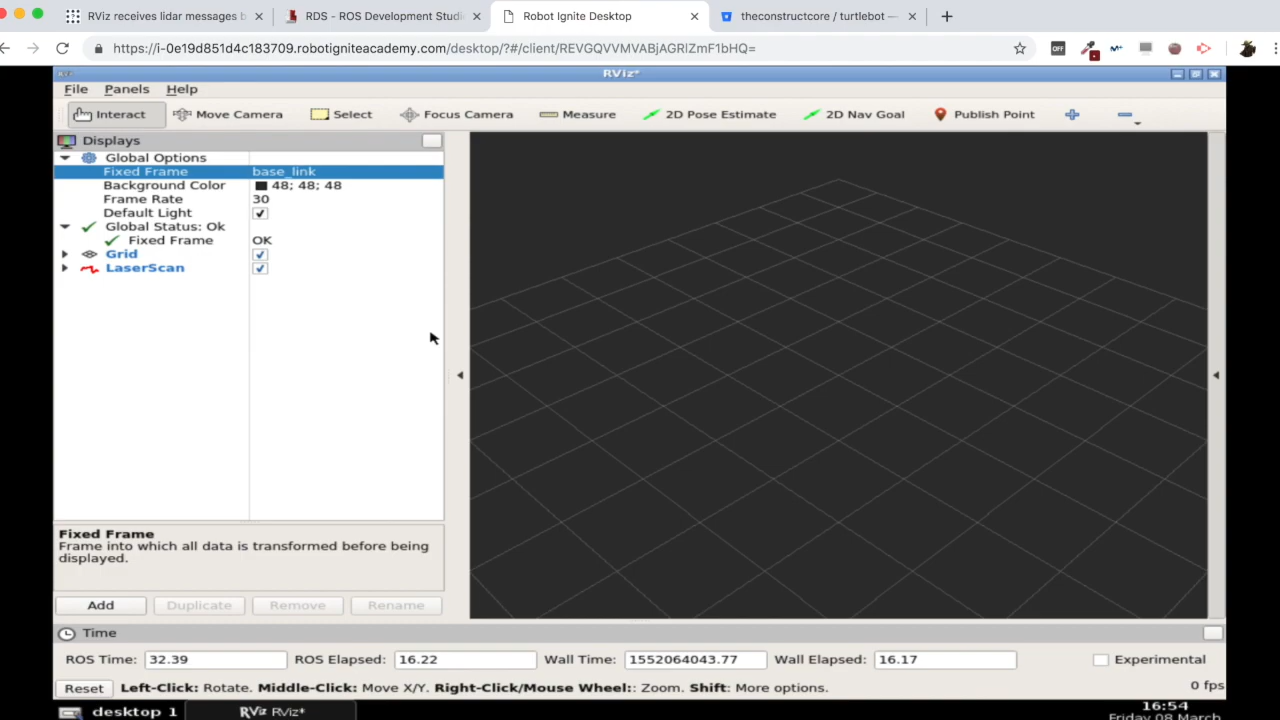 RViz receives lidar messages b
RDS - ROS Development Studi
Robot Ignite Desktop
theconstructcore / turtlebot —
https://i-0e19d851d4c183709.robotigniteacademy.com/desktop/?#/client/REVGQVVMVABjAGRlZmF1bHQ=
OFF
RViz*
File Panels Help
Interact Move Camera Select Focus Camera Measure 2D Pose Estimate 2D Nav Goal Publish Point
Displays
Global Options
Fixed Frame base_link
Background Color 48; 48; 48
Frame Rate 30
Default Light
Global Status: Ok
Fixed Frame OK
Grid
LaserScan
Fixed Frame
Frame into which all data is transformed before being
displayed.
Add Duplicate Remove Rename
Time
ROS Time: 32.39 ROS Elapsed: 16.22 Wall Time: 1552064043.77 Wall Elapsed: 16.17 Experimental
Reset Left-Click: Rotate. Middle-Click: Move X/Y. Right-Click/Mouse Wheel:: Zoom. Shift: More options. 0 fps
desktop 1 RViz RViz* 16:54
Friday 08 March